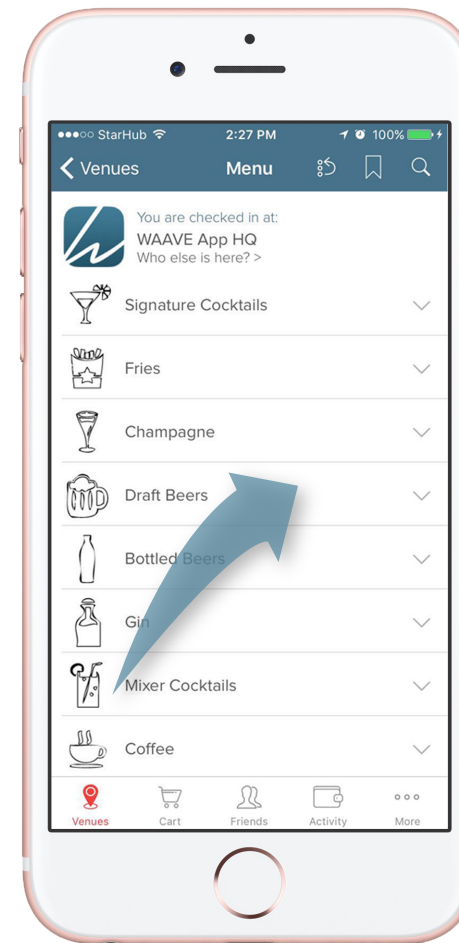 StarHub 2:27 PM 100%
Venues Menu
You are checked in at:
WAAVE App HQ
Who else is here? >
Signature Cocktails
Fries
Champagne
Draft Beers
Bottled Beers
Gin
Mixer Cocktails
Coffee
Venues Cart Friends Activity More